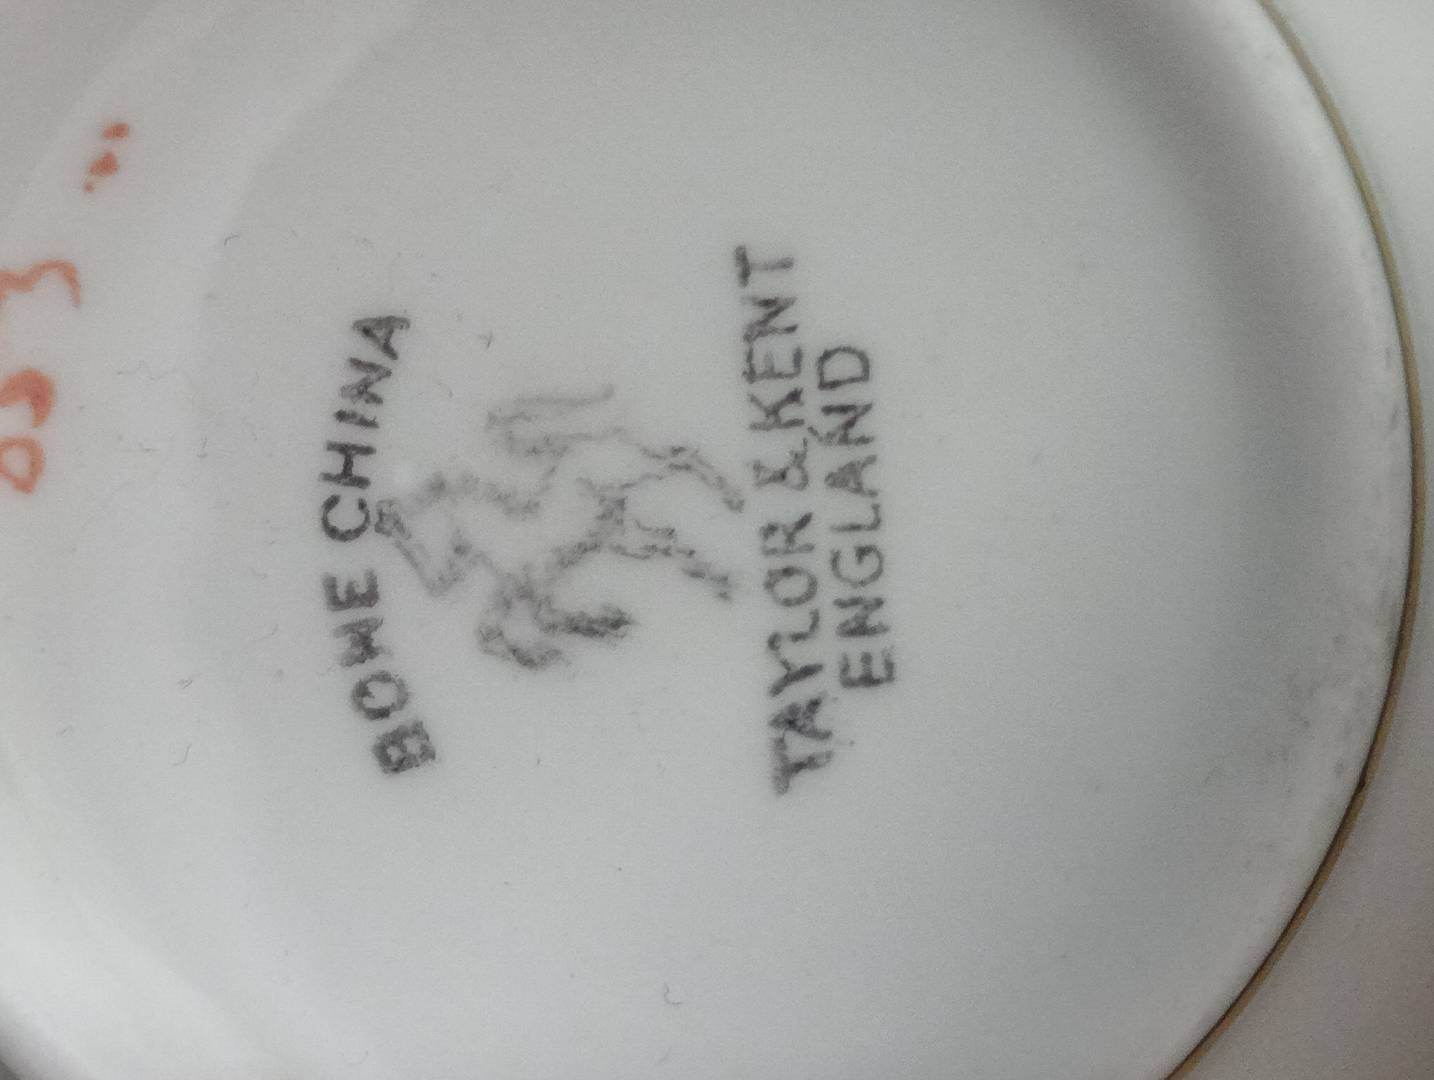 BONE CHINA
TAYLOR & KENT
ENGLAND